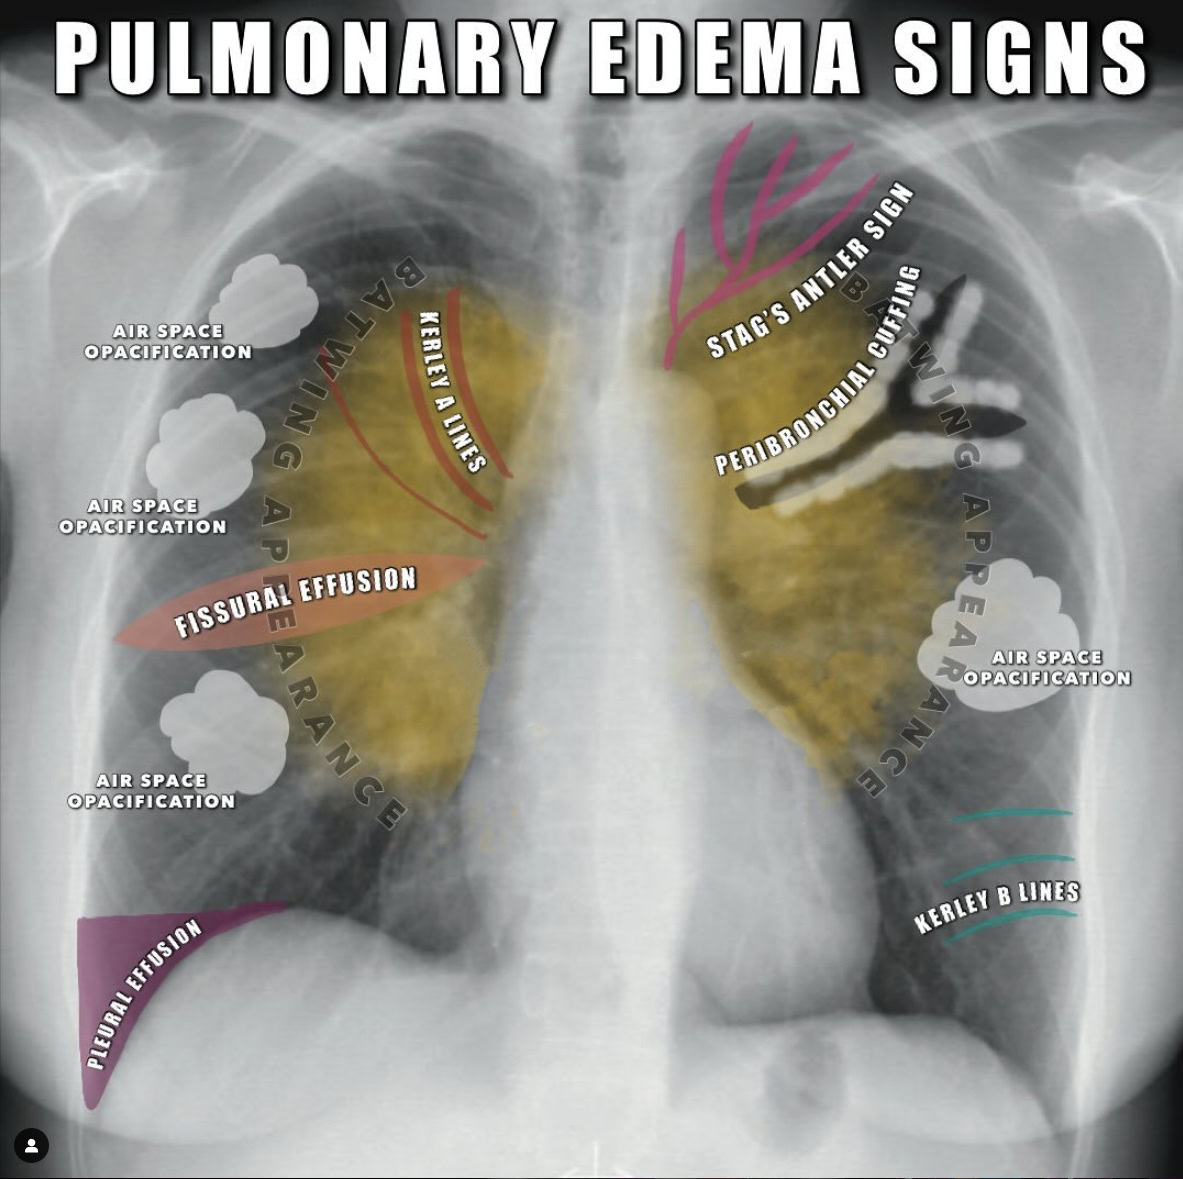 PULMONARY EDEMA SIGNS
STAG'S ANTLER SIGN
PERIBRONCHIAL CUFFING
BATWING APPEARANCE
BATWING APPEARANCE
KERLEY A LINES
AIR SPACE
OPACIFICATION
AIR SPACE
OPACIFICATION
FISSURAL EFFUSION
AIR SPACE
OPACIFICATION
AIR SPACE
OPACIFICATION
KERLEY B LINES
PLEURAL EFFUSION